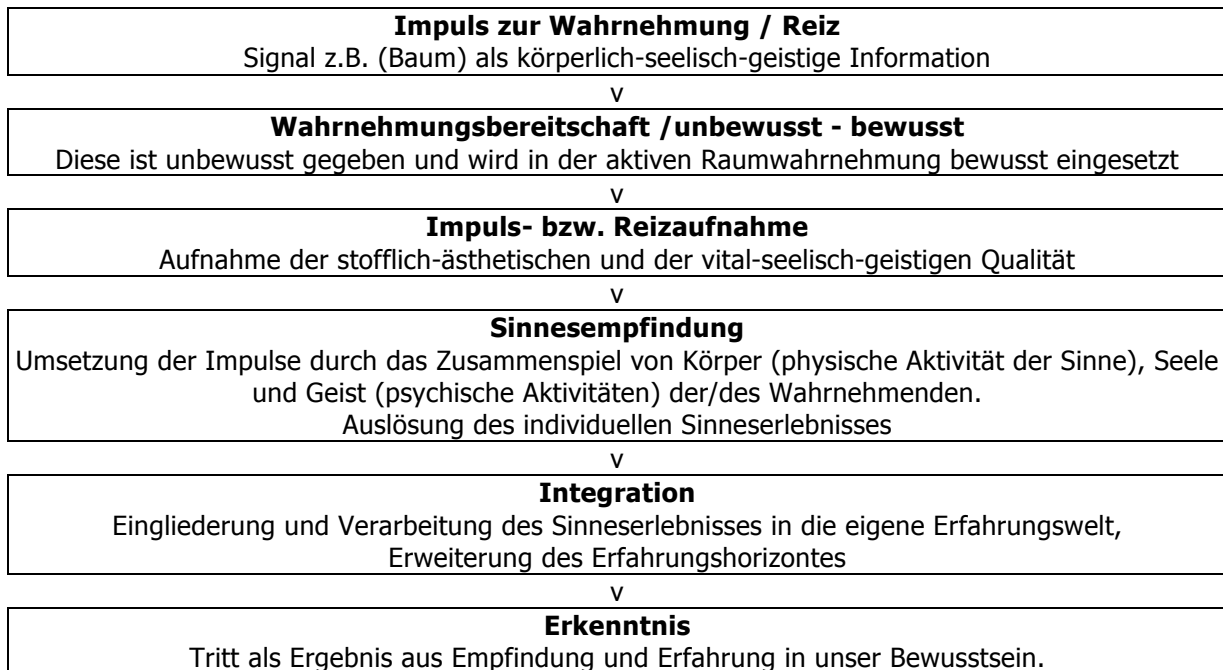 Impuls zur Wahrnehmung / Reiz
Signal z.B. (Baum) als körperlich-seelisch-geistige Information
v
Wahrnehmungsbereitschaft /unbewusst - bewusst
Diese ist unbewusst gegeben und wird in der aktiven Raumwahrnehmung bewusst eingesetzt
v
Impuls- bzw. Reizaufnahme
Aufnahme der stofflich-ästhetischen und der vital-seelisch-geistigen Qualität
v
Sinnesempfindung
Umsetzung der Impulse durch das Zusammenspiel von Körper (physische Aktivität der Sinne), Seele
und Geist (psychische Aktivitäten) der/des Wahrnehmenden.
Auslösung des individuellen Sinneserlebnisses
v
Integration
Eingliederung und Verarbeitung des Sinneserlebnisses in die eigene Erfahrungswelt,
Erweiterung des Erfahrungshorizontes
v
Erkenntnis
Tritt als Ergebnis aus Empfindung und Erfahrung in unser Bewusstsein.